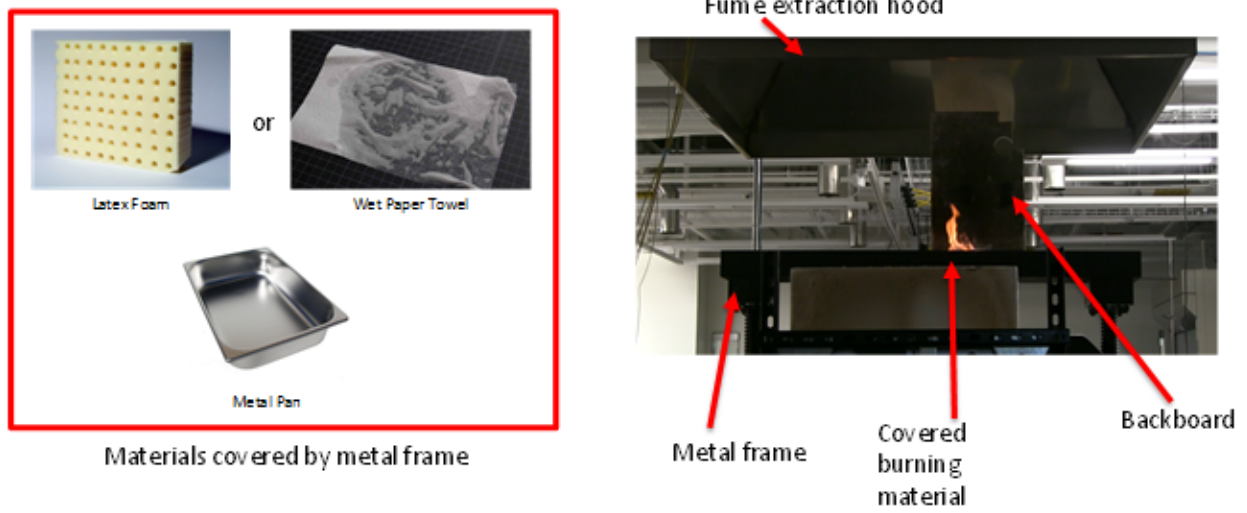 Fume extraction hood
or
Latex Foam
Wet Paper Towel
Metal Pan
Materials covered by metal frame
Metal frame
Covered
burning
material
Backboard